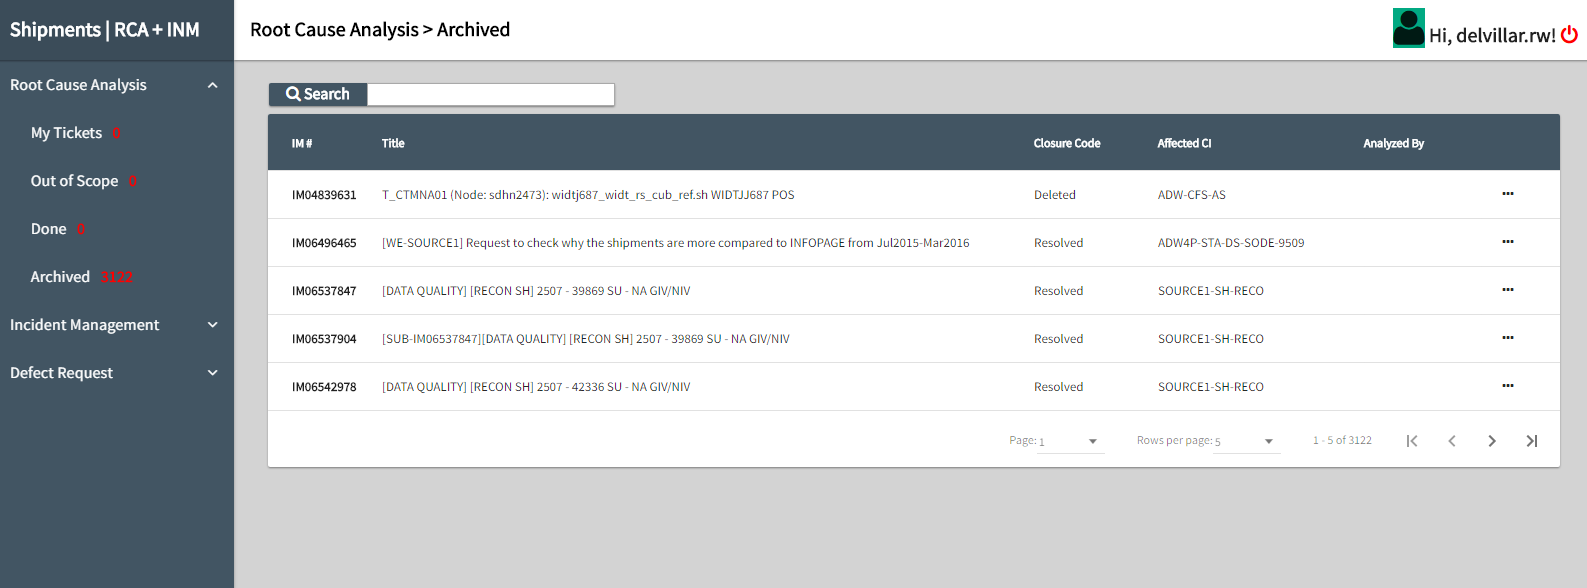 Shipments | RCA + INM
Root Cause Analysis > Archived
Hi, delvillar.rw!
Root Cause Analysis
My Tickets 0
Out of Scope 0
Done 0
Archived 3122
Incident Management
Defect Request
Search
IM # Title Closure Code Affected CI Analyzed By
IM04839631 T_CTMNA01 (Node: sdhn2473): widtj687_widt_rs_cub_ref.sh WIDTJJ687 POS Deleted ADW-CFS-AS ...
IM06496465 [WE-SOURCE1] Request to check why the shipments are more compared to INFOPAGE from Jul2015-Mar2016 Resolved ADW4P-STA-DS-SODE-9509 ...
IM06537847 [DATA QUALITY] [RECON SH] 2507 - 39869 SU - NA GIV/NIV Resolved SOURCE1-SH-RECO ...
IM06537904 [SUB-IM06537847][DATA QUALITY] [RECON SH] 2507 - 39869 SU - NA GIV/NIV Resolved SOURCE1-SH-RECO ...
IM06542978 [DATA QUALITY] [RECON SH] 2507 - 42336 SU - NA GIV/NIV Resolved SOURCE1-SH-RECO ...
Page: 1 Rows per page: 5 1 - 5 of 3122